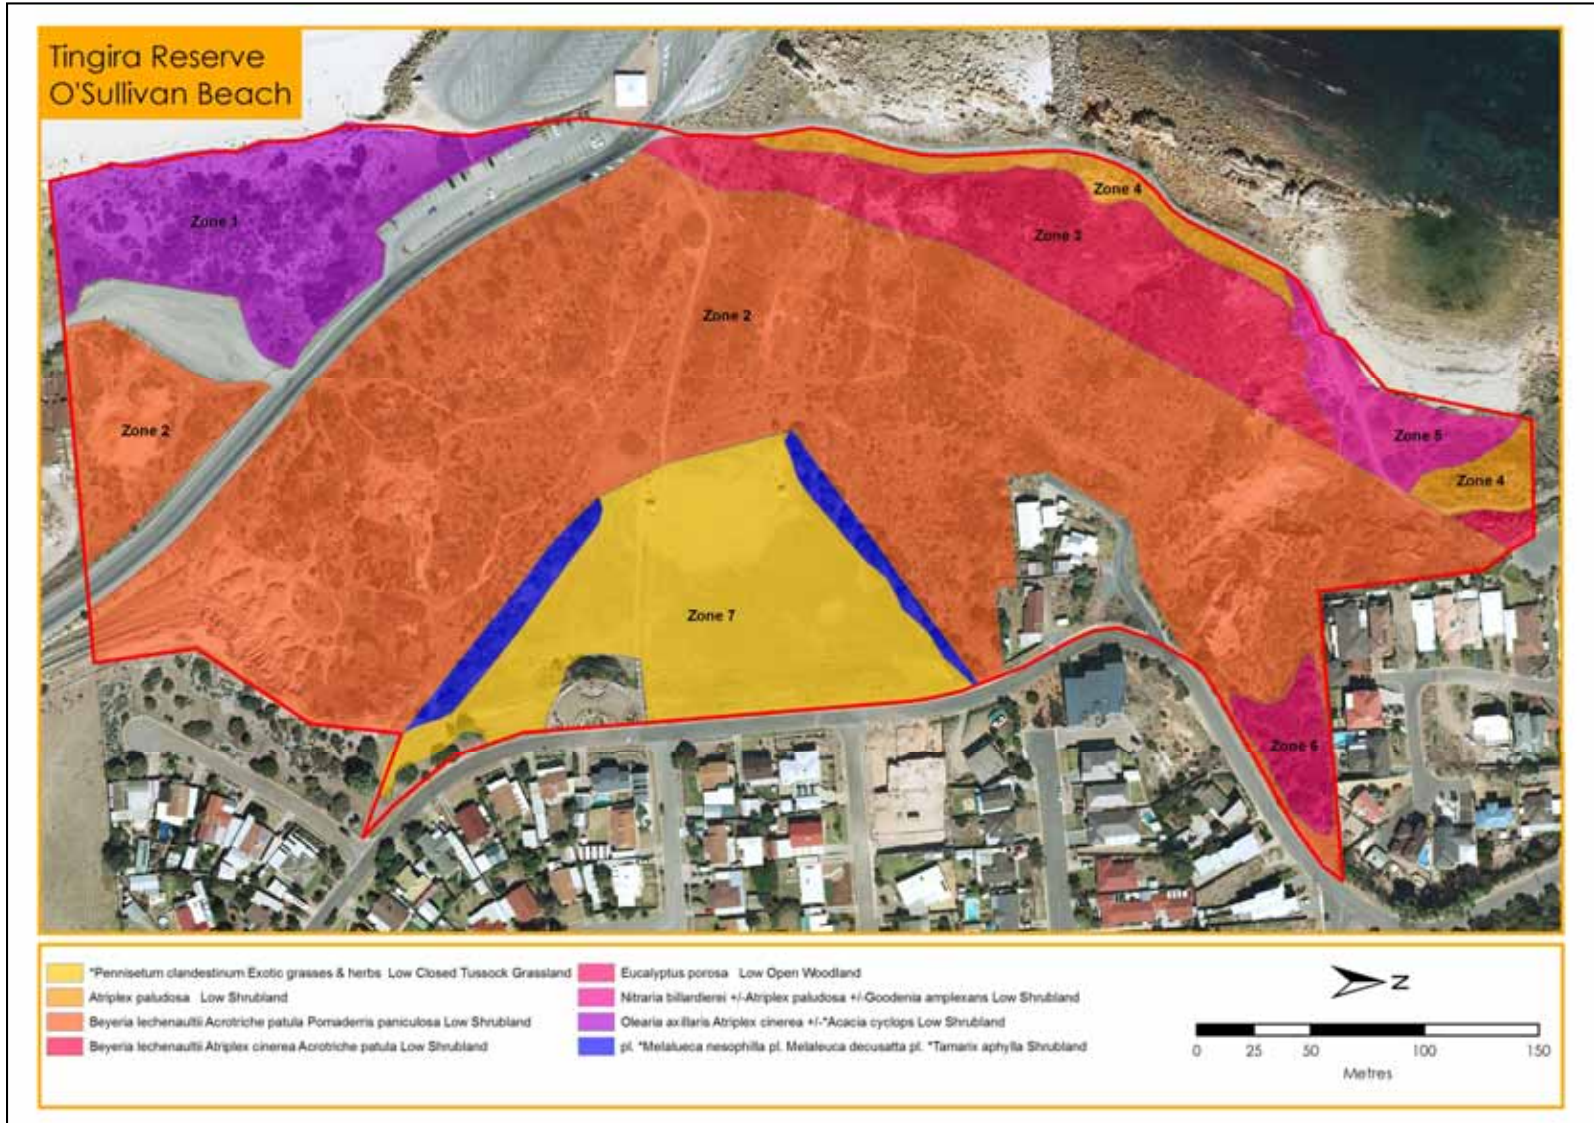 Tingira Reserve
O'Sullivan Beach
Zone 4
Zone 1
Zone 3
Zone 2
Zone 2
Zone 5
Zone 4
Zone 7
Zone 6
*Pennisetum clandestinum Exotic grasses & herbs Low Closed Tussock Grassland
Atriplex paludosa Low Shrubland
Beyeria lechenaultii Acrotriche patula Pomaderris paniculosa Low Shrubland
Beyeria lechenaultii Atriplex cinerea Acrotriche patula Low Shrubland
Eucalyptus porosa Low Open Woodland
Nitraria billardierei +/-Atriplex paludosa +/-Goodenia amplexans Low Shrubland
Olearia axillaris Atriplex cinerea +/-*Acacia cyclops Low Shrubland
pl. *Melalueca nesophilla pl. Melaleuca decusatta pl. *Tamarix aphylla Shrubland
N
0 25 50 100 150
Metres